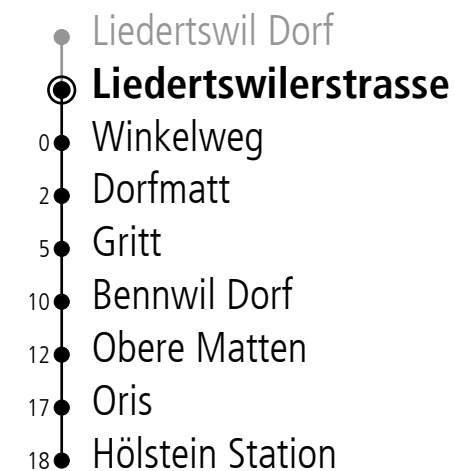 Liedertswil Dorf
Liedertswilerstrasse
0 Winkelweg
2 Dorfmatt
5 Gritt
10 Bennwil Dorf
12 Obere Matten
17 Oris
18 Hölstein Station